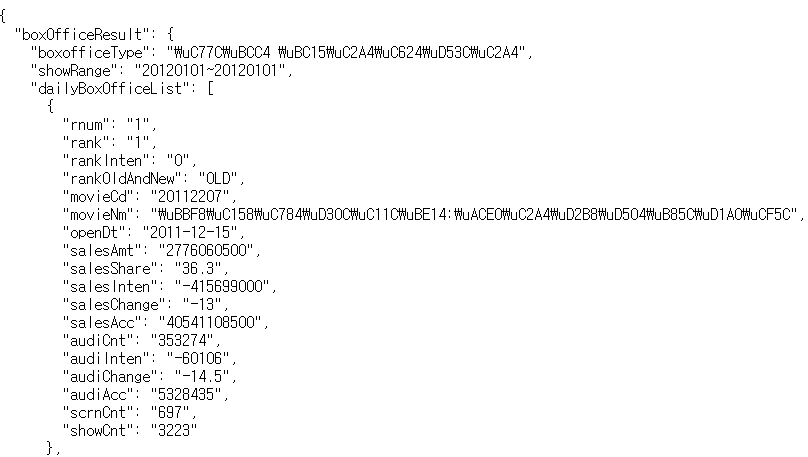 {
"boxOfficeResult": {
"boxofficeType": "₩uC77C₩uBCC4 ₩uBC15₩uC2A4₩uC624₩uD53C₩uC2A4",
"showRange": "20120101~20120101",
"dailyBoxOfficeList": [
{
"rnum": "1",
"rank": "1",
"rankInten": "0",
"rankOldAndNew": "OLD",
"movieCd": "20112207",
"movieNm": "₩uBBF8₩uC158₩uC784₩uD30C₩uC11C₩uBE14:₩uACE0₩uC2A4₩uD2B8₩uD504₩uB85C₩uD1A0₩uCF5C",
"openDt": "2011-12-15",
"salesAmt": "2776060500",
"salesShare": "36.3",
"salesInten": "-415699000",
"salesChange": "-13",
"salesAcc": "40541108500",
"audiCnt": "353274",
"audiInten": "-60106",
"audiChange": "-14.5",
"audiAcc": "5328435",
"scrnCnt": "697",
"showCnt": "3223"
},